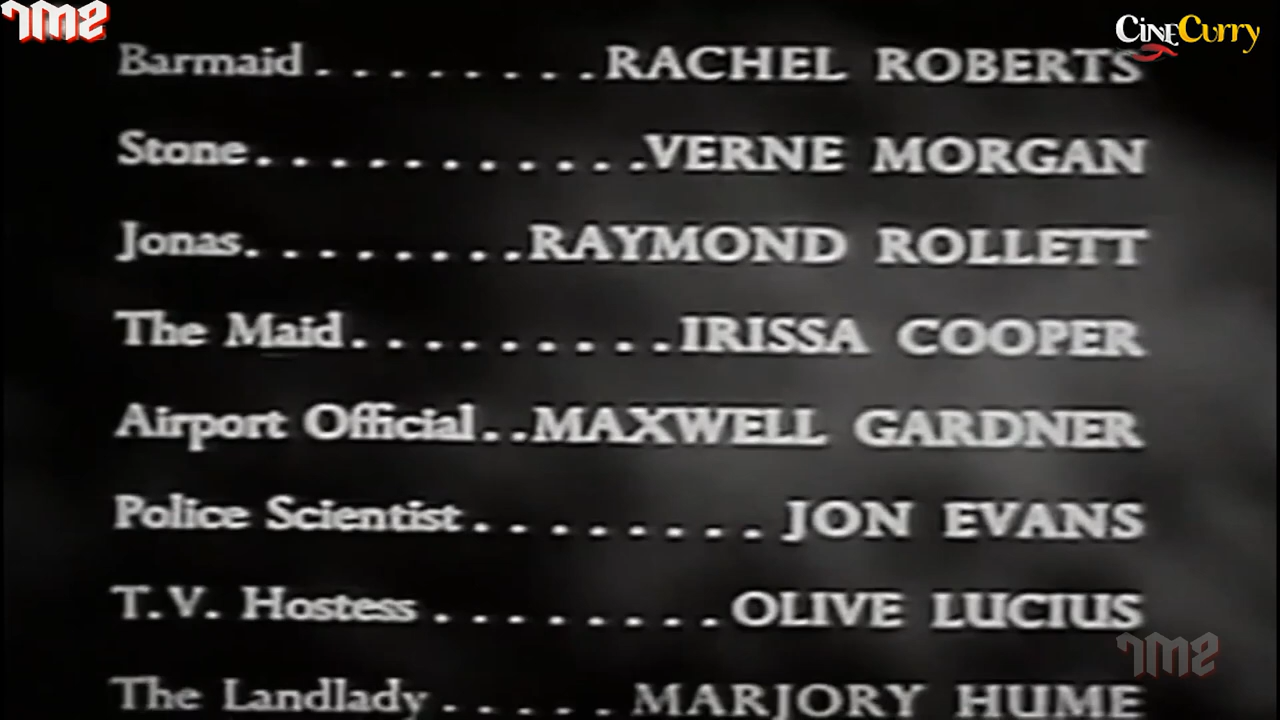 CINECURRY
Barmaid . . . . . . . . . RACHEL ROBERTS
Stone. . . . . . . . . . . .VERNE MORGAN
Jonas. . . . . . . . .RAYMOND ROLLETT
The Maid. . . . . . . . . .IRISSA COOPER
Airport Official. .MAXWELL GARDNER
Police Scientist. . . . . . . . JON EVANS
T.V. Hostess . . . . . . . .OLIVE LUCIUS
The Landlady . . . . . MARJORY HUME